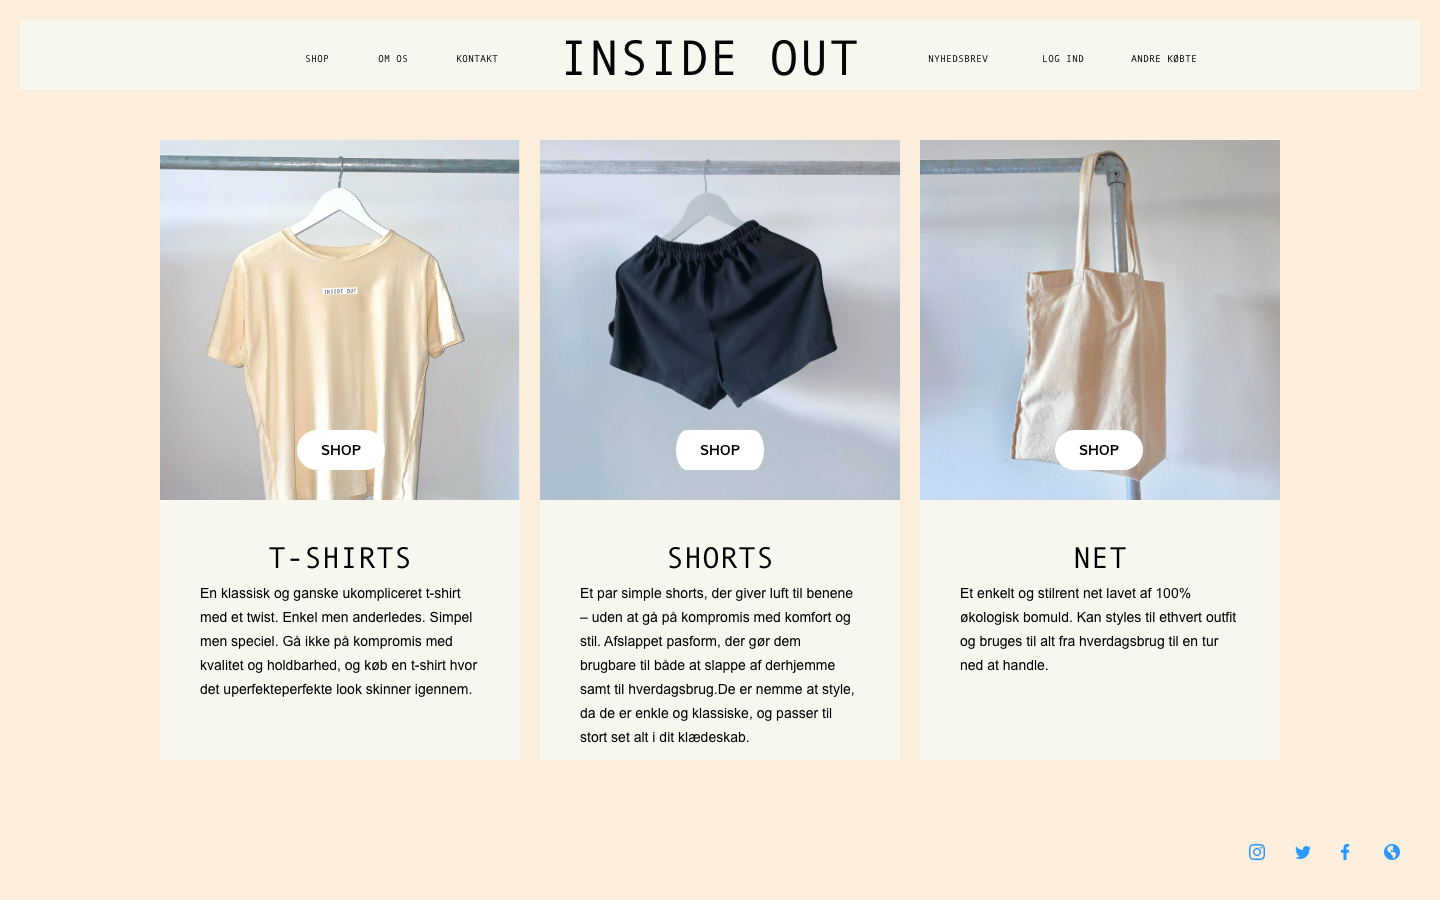 SHOP OM OS KONTAKT INSIDE OUT NYHEDSBREV LOG IND ANDRE KØBTE
INSIDE OUT
SHOP
SHOP
SHOP
T-SHIRTS
En klassisk og ganske ukompliceret t-shirt
med et twist. Enkel men anderledes. Simpel
men speciel. Gå ikke på kompromis med
kvalitet og holdbarhed, og køb en t-shirt hvor
det uperfekteperfekte look skinner igennem.
SHORTS
Et par simple shorts, der giver luft til benene
– uden at gå på kompromis med komfort og
stil. Afslappet pasform, der gør dem
brugbare til både at slappe af derhjemme
samt til hverdagsbrug.De er nemme at style,
da de er enkle og klassiske, og passer til
stort set alt i dit klædeskab.
NET
Et enkelt og stilrent net lavet af 100%
økologisk bomuld. Kan styles til ethvert outfit
og bruges til alt fra hverdagsbrug til en tur
ned at handle.